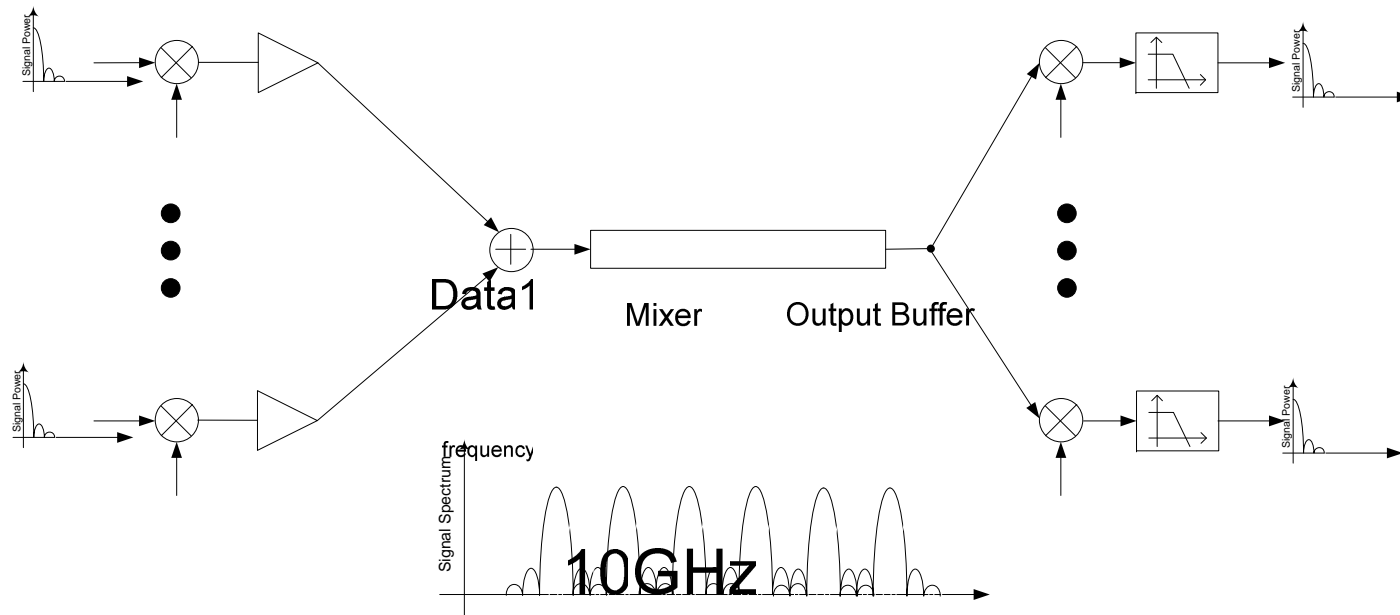 Signal Power
Signal Power
Data1
Mixer
Output Buffer
Signal Power
Signal Power
frequency
Signal Spectrum
10GHz